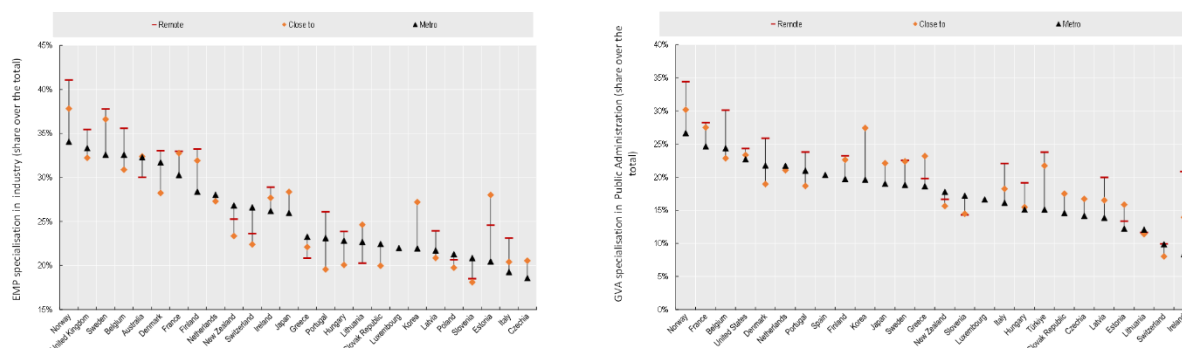 Remote
Close to
Metro
EMP specialisation in industry (share over the total)
45%
40%
35%
30%
25%
20%
15%
Norway
United Kingdom
Sweden
Belgium
Australia
Denmark
France
Finland
Netherlands
New Zealand
Switzerland
Ireland
Japan
Greece
Portugal
Hungary
Lithuania
Slovak Republic
Luxembourg
Korea
Latvia
Poland
Slovenia
Estonia
Italy
Czechia
Remote
Close to
Metro
GVA specialisation in Public Administration (share over the
total)
40%
35%
30%
25%
20%
15%
10%
5%
0%
Norway
France
Belgium
United States
Denmark
Netherlands
Portugal
Spain
Finland
Korea
Japan
Sweden
Greece
New Zealand
Slovenia
Luxembourg
Italy
Hungary
Türkiye
Slovak Republic
Czechia
Latvia
Estonia
Lithuania
Switzerland
Ireland